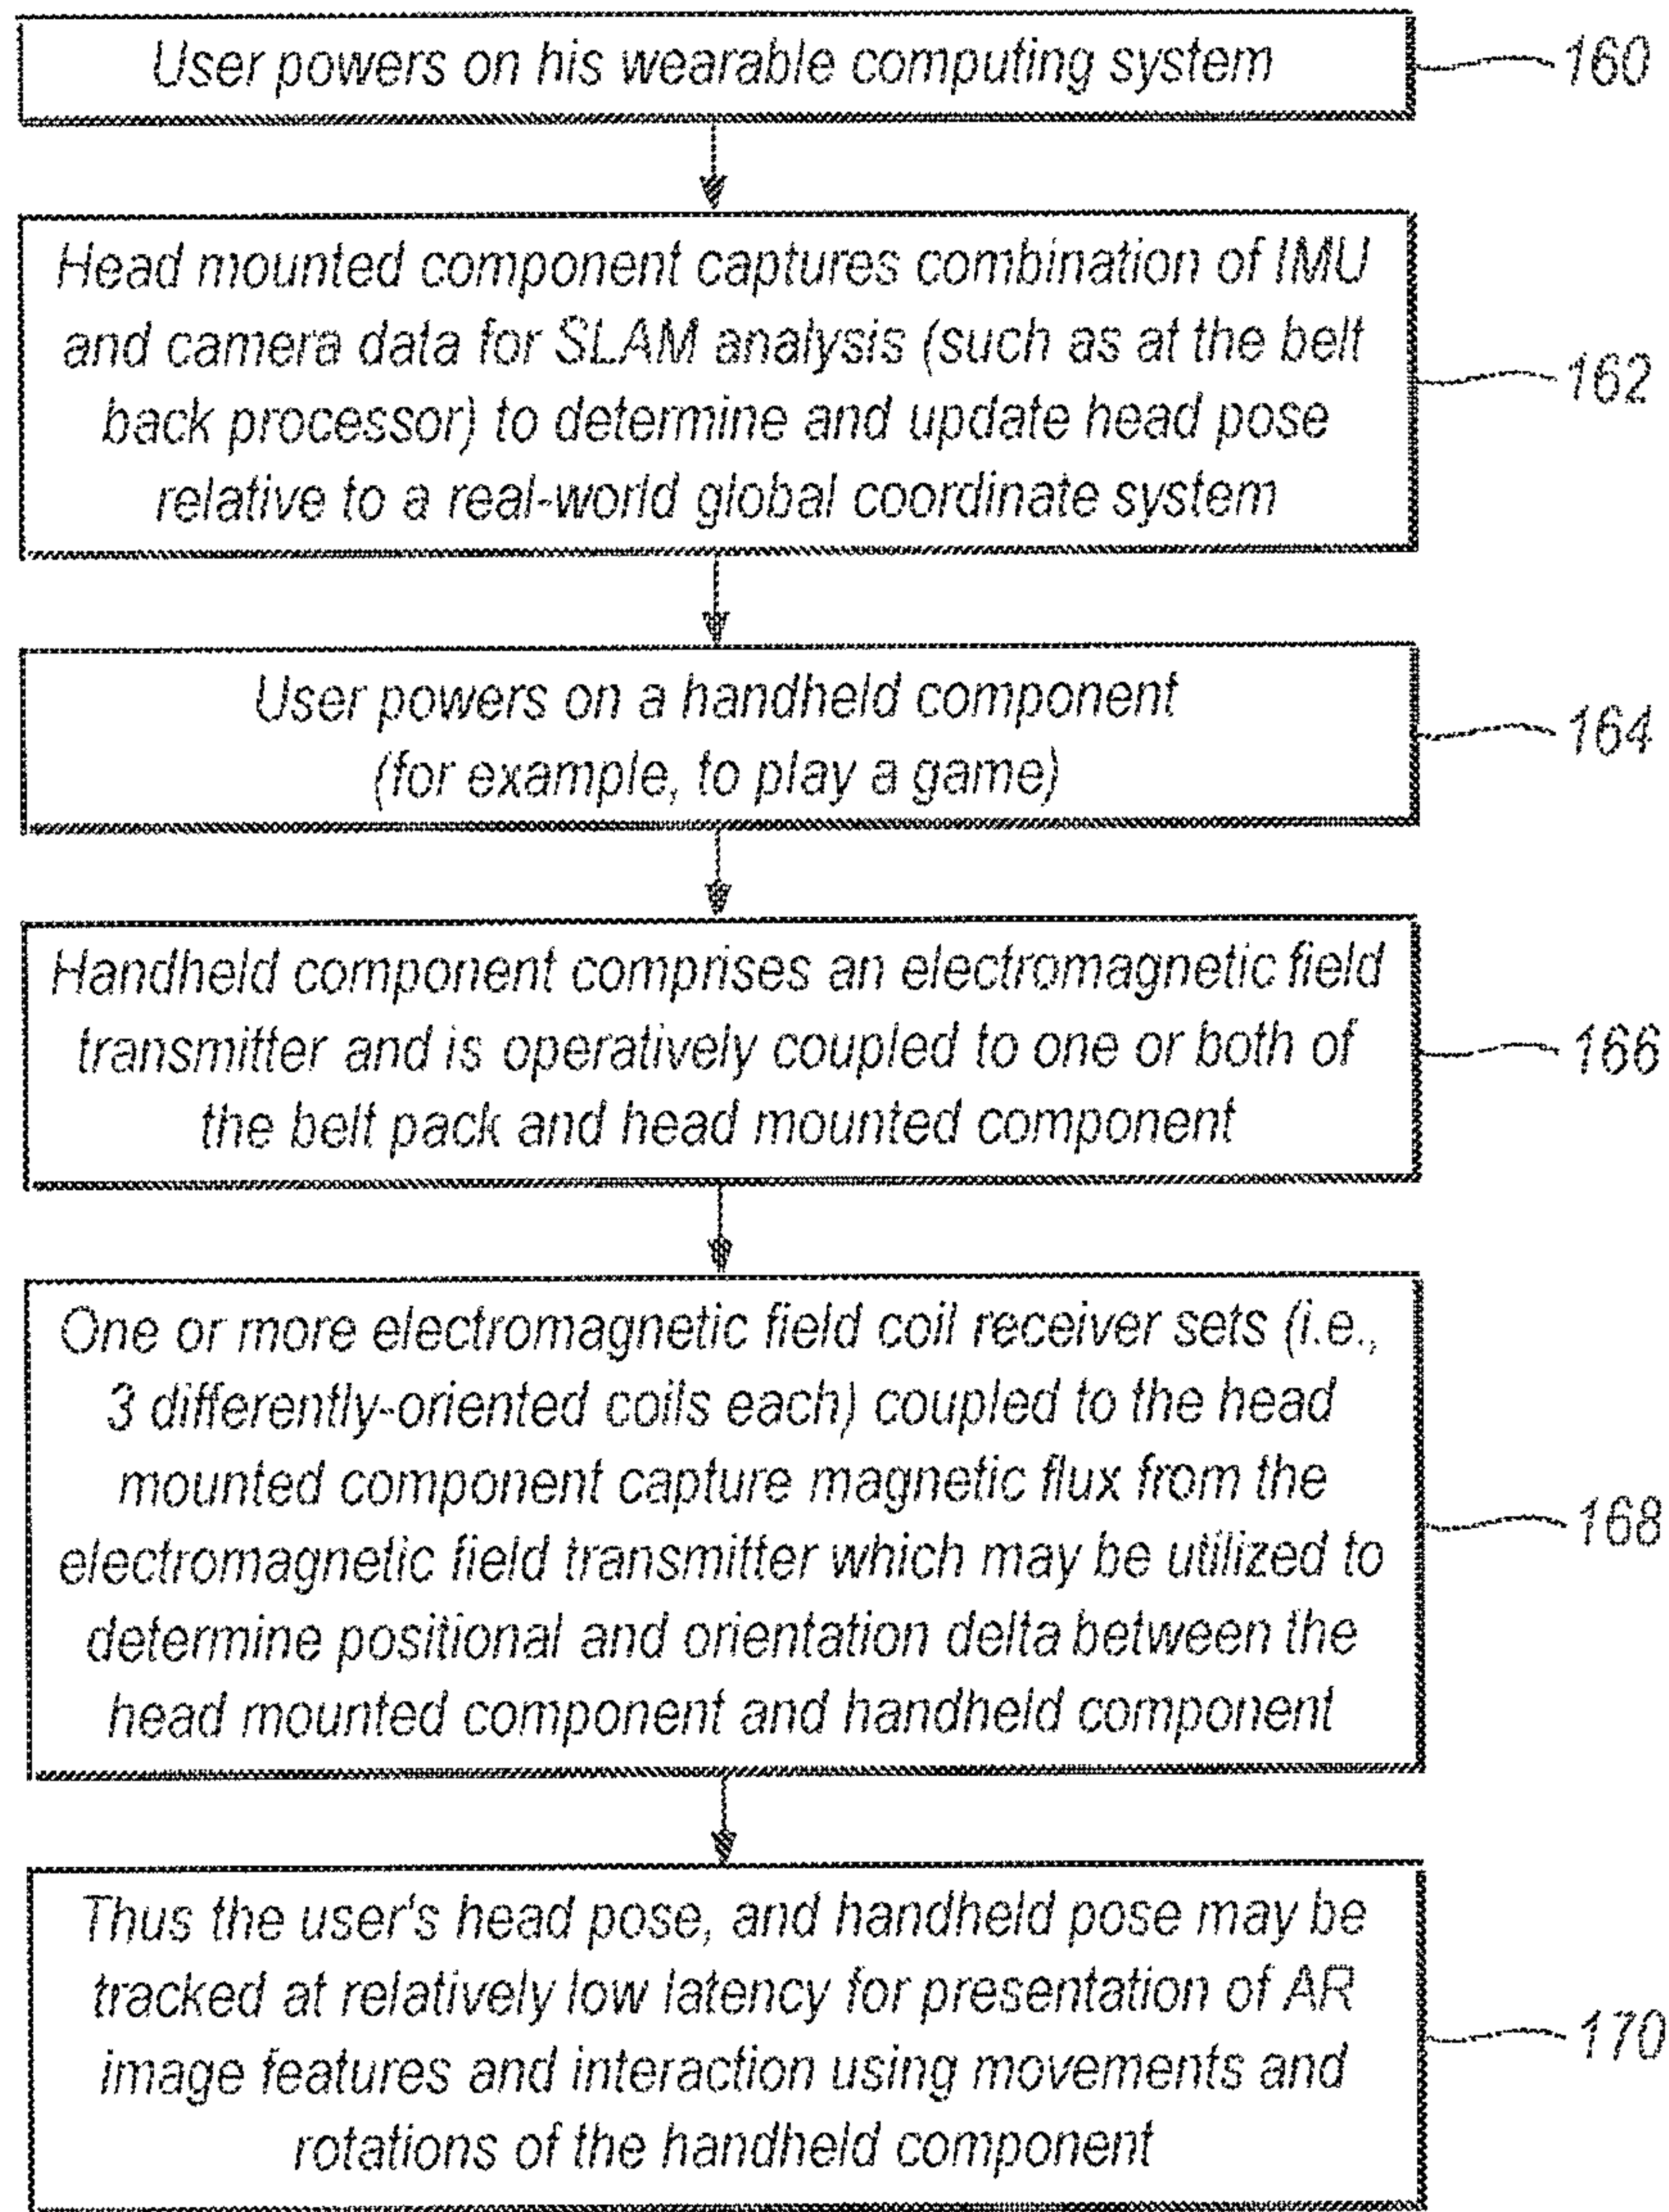 User powers on his wearable computing system
160
Head mounted component captures combination of IMU
and camera data for SLAM analysis (such as at the belt
back processor) to determine and update head pose
relative to a real-world global coordinate system
162
User powers on a handheld component
(for example, to play a game)
164
Handheld component comprises an electromagnetic field
transmitter and is operatively coupled to one or both of
the belt pack and head mounted component
166
One or more electromagnetic field coil receiver sets (i.e.,
3 differently-oriented coils each) coupled to the head
mounted component capture magnetic flux from the
electromagnetic field transmitter which may be utilized to
determine positional and orientation delta between the
head mounted component and handheld component
168
Thus the user's head pose, and handheld pose may be
tracked at relatively low latency for presentation of AR
image features and interaction using movements and
rotations of the handheld component
170